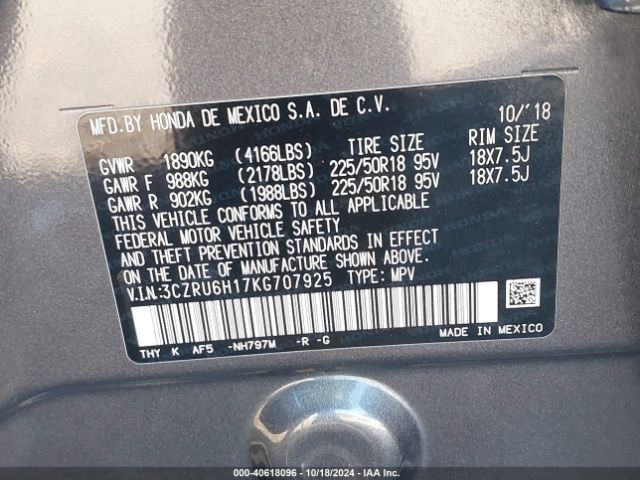 MFD.BY HONDA DE MEXICO S.A. DE C.V. 10/'18
TIRE SIZE RIM SIZE
GVWR 1890KG (4166LBS)
GAWR F 988KG (2178LBS) 225/50R18 95V 18X7.5J
GAWR R 902KG (1988LBS) 225/50R18 95V 18X7.5J
THIS VEHICLE CONFORMS TO ALL APPLICABLE
FEDERAL MOTOR VEHICLE SAFETY
AND THEFT PREVENTION STANDARDS IN EFFECT
ON THE DATE OF MANUFACTURE SHOWN ABOVE.
V.I.N:3CZRU6H17KG707925 TYPE: MPV
THY K AF5 -NH797M -R -G MADE IN MEXICO
000-40618096 | 10/18/2024 | IAA Inc.